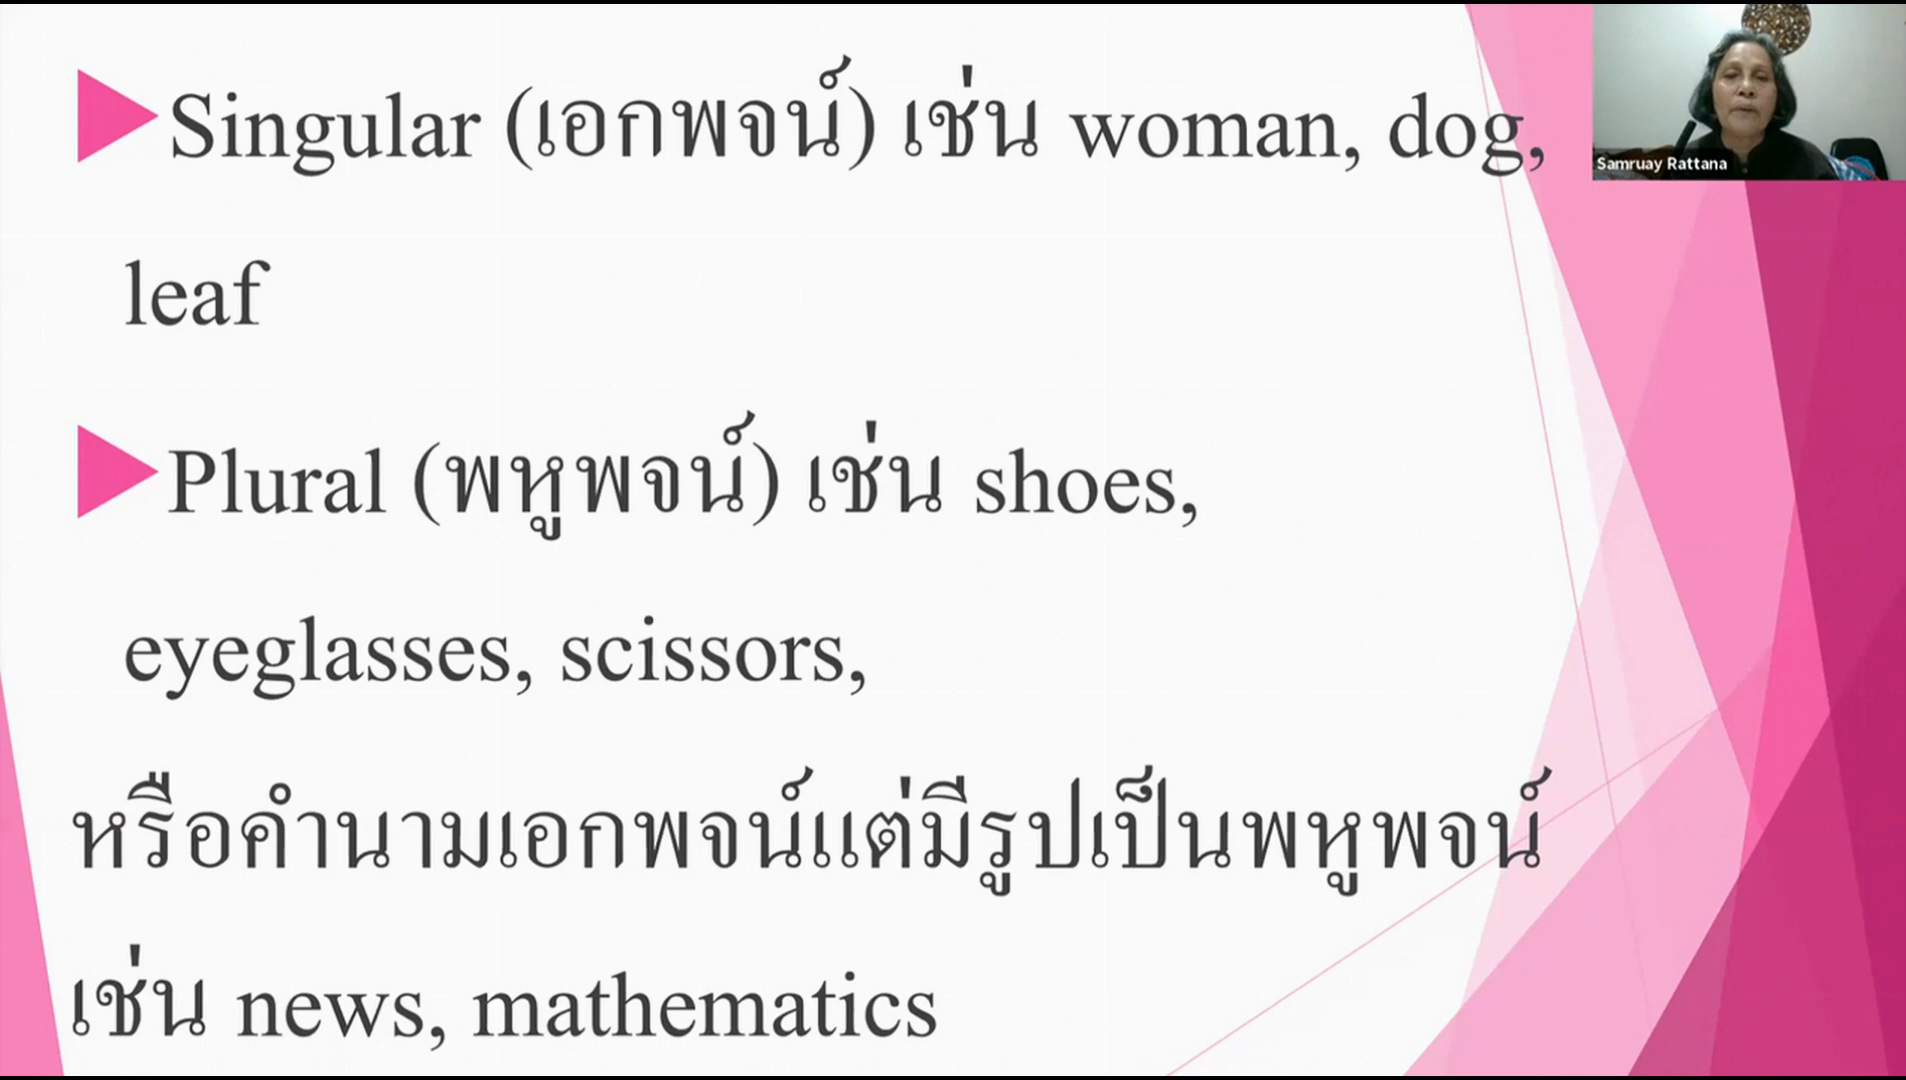 Singular (เอกพจน์) เช่น woman, dog,
leaf
Plural (พหูพจน์) เช่น shoes,
eyeglasses, scissors,
หรือคำนามเอกพจน์แต่มีรูปเป็นพหูพจน์
เช่น news, mathematics
Samruay Rattana